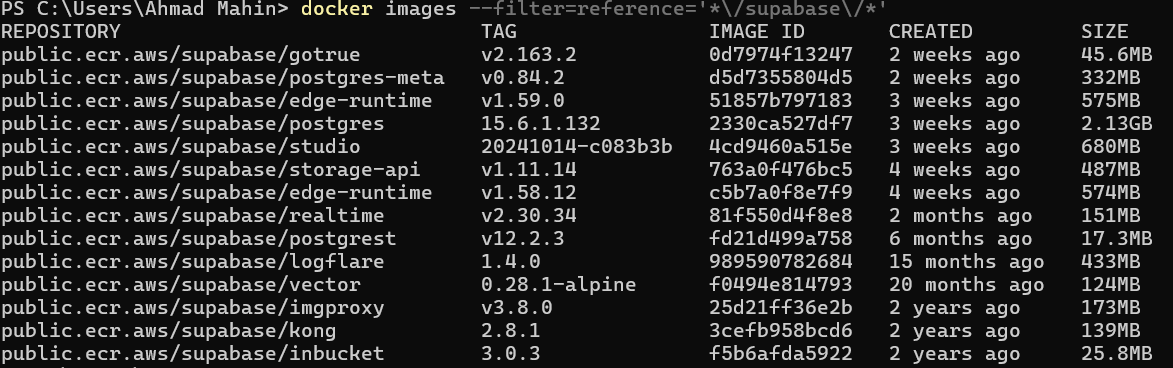 PS C:\Users\Ahmad Mahin> docker images --filter=reference='*\/supabase\/*'
REPOSITORY TAG IMAGE ID CREATED SIZE
public.ecr.aws/supabase/gotrue v2.163.2 0d7974f13247 2 weeks ago 45.6MB
public.ecr.aws/supabase/postgres-meta v0.84.2 d5d7355804d5 2 weeks ago 332MB
public.ecr.aws/supabase/edge-runtime v1.59.0 51857b797183 3 weeks ago 575MB
public.ecr.aws/supabase/postgres 15.6.1.132 2330ca527df7 3 weeks ago 2.13GB
public.ecr.aws/supabase/studio 20241014-c083b3b 4cd9460a515e 3 weeks ago 680MB
public.ecr.aws/supabase/storage-api v1.11.14 763a0f476bc5 4 weeks ago 487MB
public.ecr.aws/supabase/edge-runtime v1.58.12 c5b7a0f8e7f9 4 weeks ago 574MB
public.ecr.aws/supabase/realtime v2.30.34 81f550d4f8e8 2 months ago 151MB
public.ecr.aws/supabase/postgrest v12.2.3 fd21d499a758 6 months ago 17.3MB
public.ecr.aws/supabase/logflare 1.4.0 989590782684 15 months ago 433MB
public.ecr.aws/supabase/vector 0.28.1-alpine f0494e814793 20 months ago 124MB
public.ecr.aws/supabase/imgproxy v3.8.0 25d21ff36e2b 2 years ago 173MB
public.ecr.aws/supabase/kong 2.8.1 3cefb958bcd6 2 years ago 139MB
public.ecr.aws/supabase/inbucket 3.0.3 f5b6afda5922 2 years ago 25.8MB